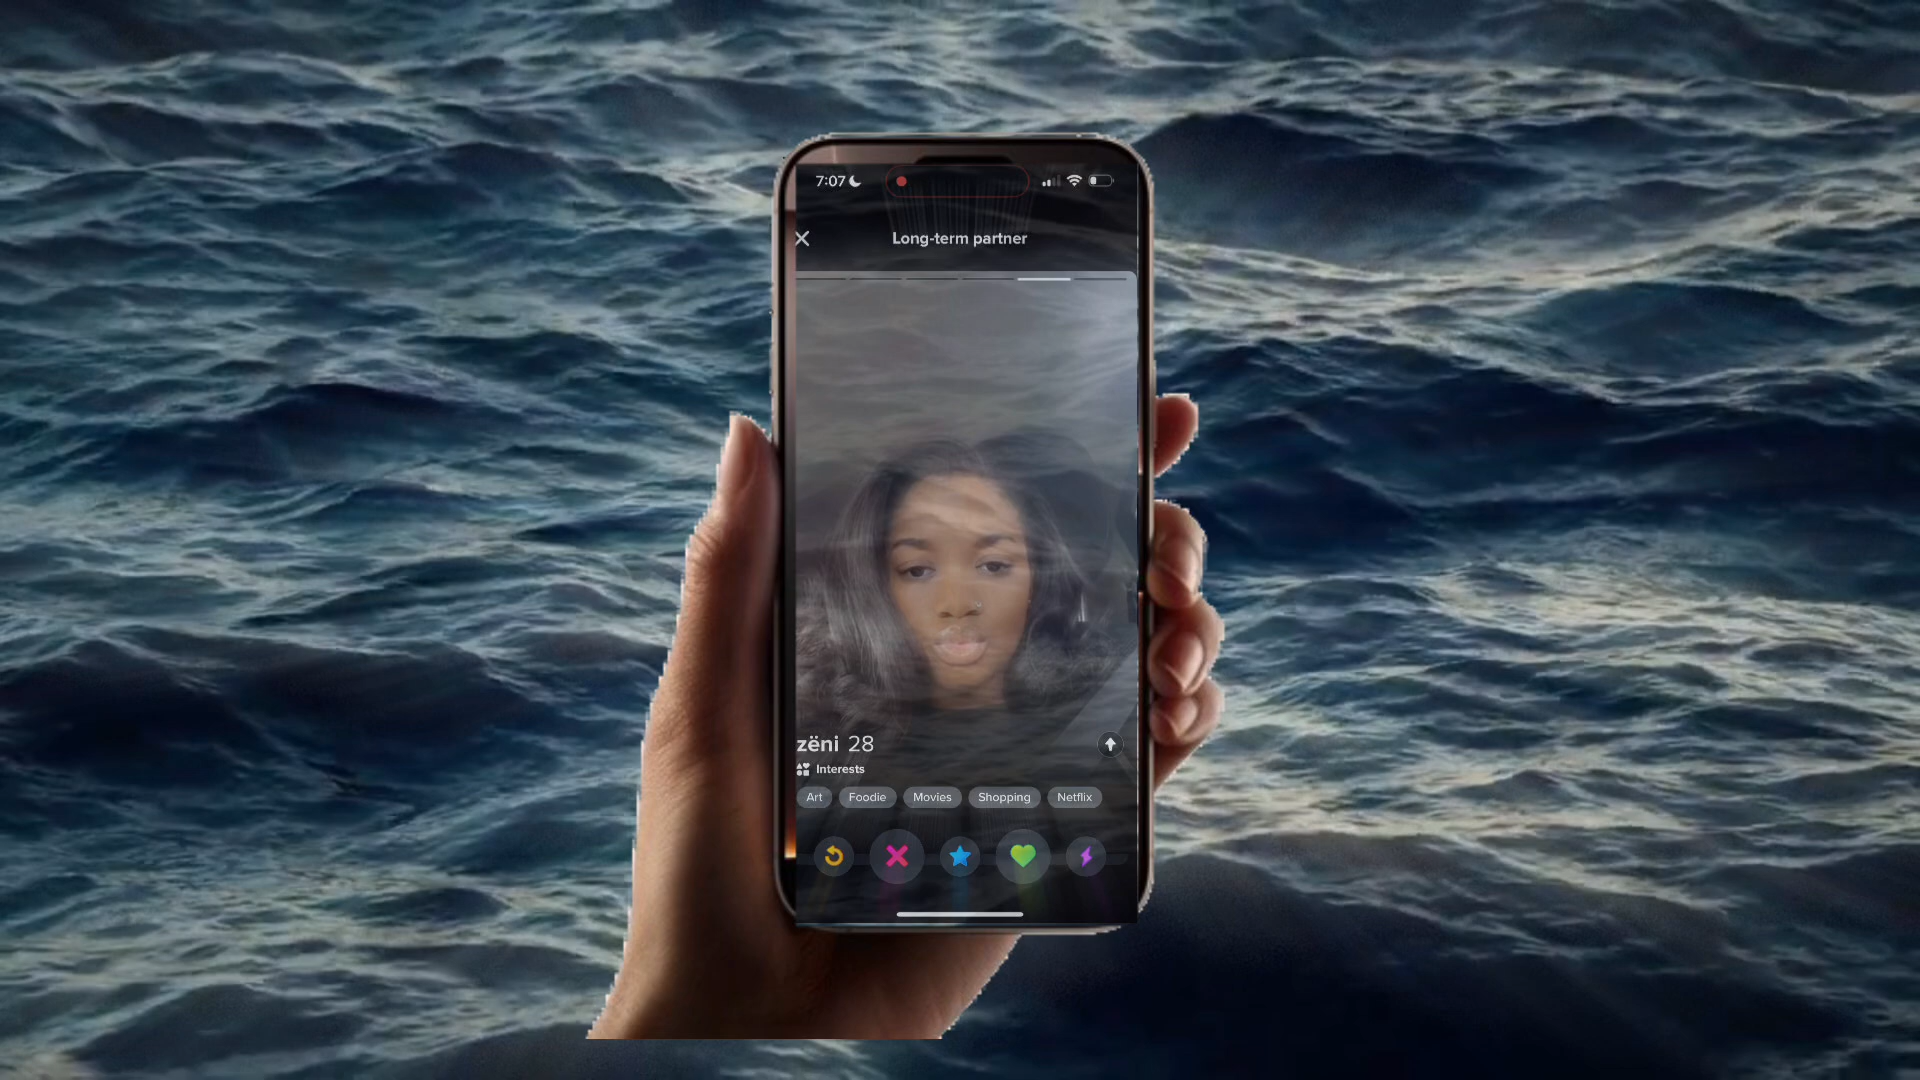 7:07
Long-term partner
zëni 28
Interests
Art Foodie Movies Shopping Netflix